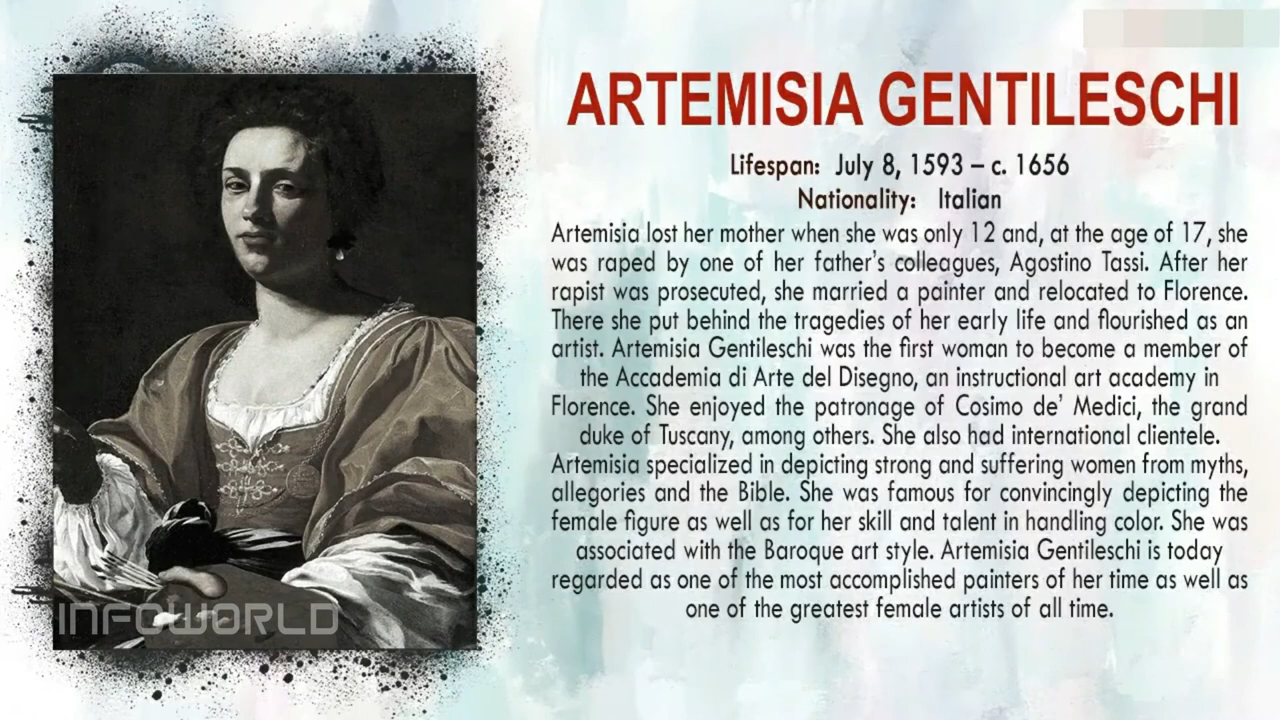 ARTEMISIA GENTILESCHI
Lifespan: July 8, 1593 – c. 1656
Nationality: Italian
Artemisia lost her mother when she was only 12 and, at the age of 17, she
was raped by one of her father's colleagues, Agostino Tassi. After her
rapist was prosecuted, she married a painter and relocated to Florence.
There she put behind the tragedies of her early life and flourished as an
artist. Artemisia Gentileschi was the first woman to become a member of
the Accademia di Arte del Disegno, an instructional art academy in
Florence. She enjoyed the patronage of Cosimo de' Medici, the grand
duke of Tuscany, among others. She also had international clientele.
Artemisia specialized in depicting strong and suffering women from myths,
allegories and the Bible. She was famous for convincingly depicting the
female figure as well as for her skill and talent in handling color. She was
associated with the Baroque art style. Artemisia Gentileschi is today
regarded as one of the most accomplished painters of her time as well as
one of the greatest female artists of all time.
INFOWORLD